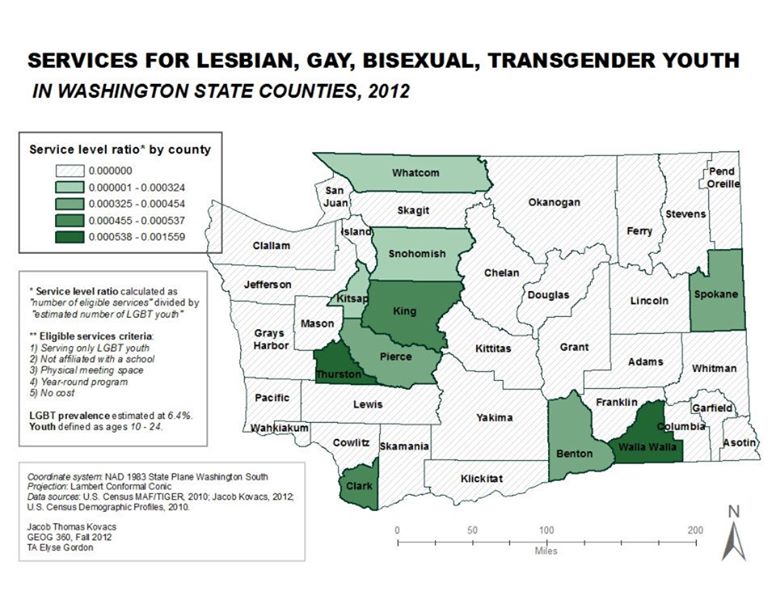 SERVICES FOR LESBIAN, GAY, BISEXUAL, TRANSGENDER YOUTH
IN WASHINGTON STATE COUNTIES, 2012
Service level ratio* by county
0.000000
0.000001 - 0.000324
0.000325 - 0.000454
0.000455 - 0.000537
0.000538 - 0.001559
* Service level ratio calculated as
"number of eligible services" divided by
"estimated number of LGBT youth"
** Eligible services criteria:
1) Serving only LGBT youth
2) Not affiliated with a school
3) Physical meeting space
4) Year-round program
5) No cost
LGBT prevalence estimated at 6.4%.
Youth defined as ages 10 - 24.
Coordinate system: NAD 1983 State Plane Washington South
Projection: Lambert Conformal Conic
Data sources: U.S. Census MAF/TIGER, 2010; Jacob Kovacs, 2012;
U.S. Census Demographic Profiles, 2010.
Jacob Thomas Kovacs
GEOG 360, Fall 2012
TA Elyse Gordon
Whatcom
San
Juan
Skagit
Okanogan
Pend
Oreille
Ferry
Stevens
Island
Clallam
Snohomish
Chelan
Jefferson
Kitsap
King
Douglas
Lincoln
Spokane
Grays
Harbor
Mason
Pierce
Kittitas
Grant
Adams
Whitman
Thurston
Pacific
Lewis
Yakima
Franklin
Garfield
Columbia
Wahkiakum
Cowlitz
Skamania
Benton
Walla Walla
Asotin
Clark
Klickitat
N
0
50
100
200
Miles